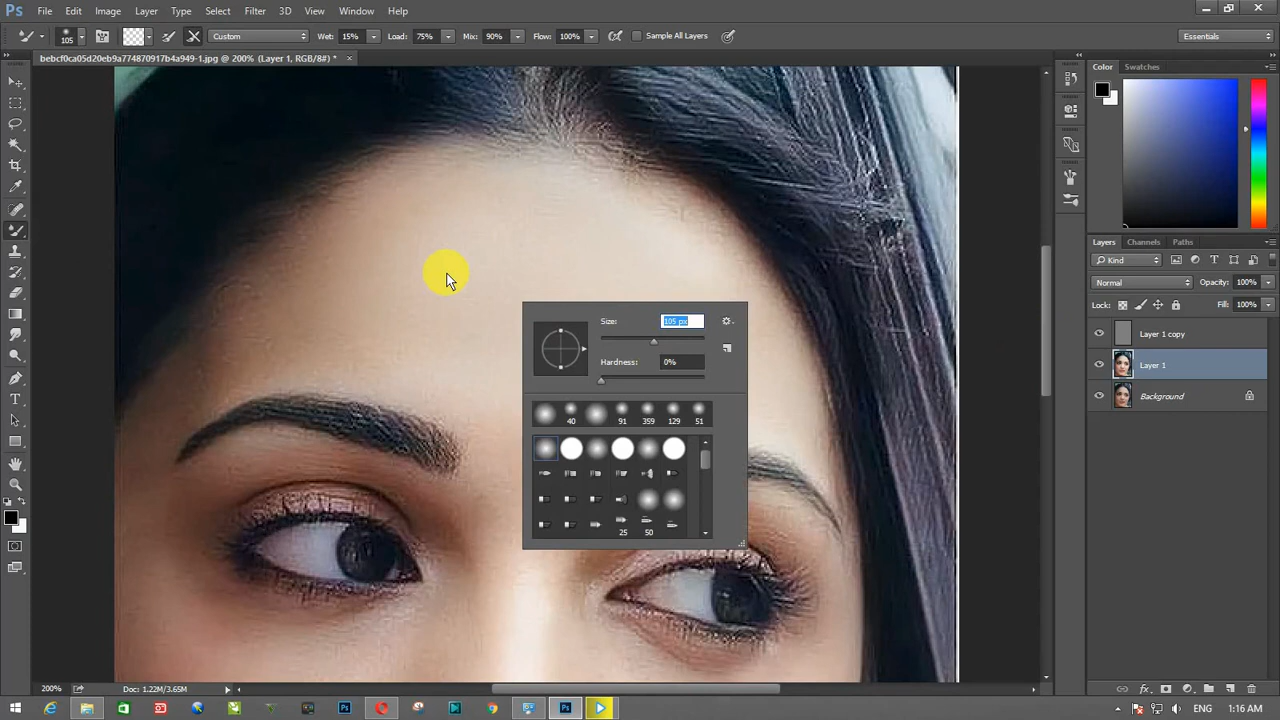 Ps File Edit Image Layer Type Select Filter 3D View Window Help
105 Custom Wet: 15% Load: 75% Mix: 90% Flow: 100% Sample All Layers Essentials
bebcf0ca05d20eb9a774870917b4a949-1.jpg @ 200% (Layer 1, RGB/8#) *
Color Swatches
Layers Channels Paths
Kind
Normal Opacity: 100%
Lock: Fill: 100%
Layer 1 copy
Layer 1
Background
Size: 105 px
Hardness: 0%
40 91 359 129 51
25 50
200% Doc: 1.22M/3.65M
ENG 1:16 AM